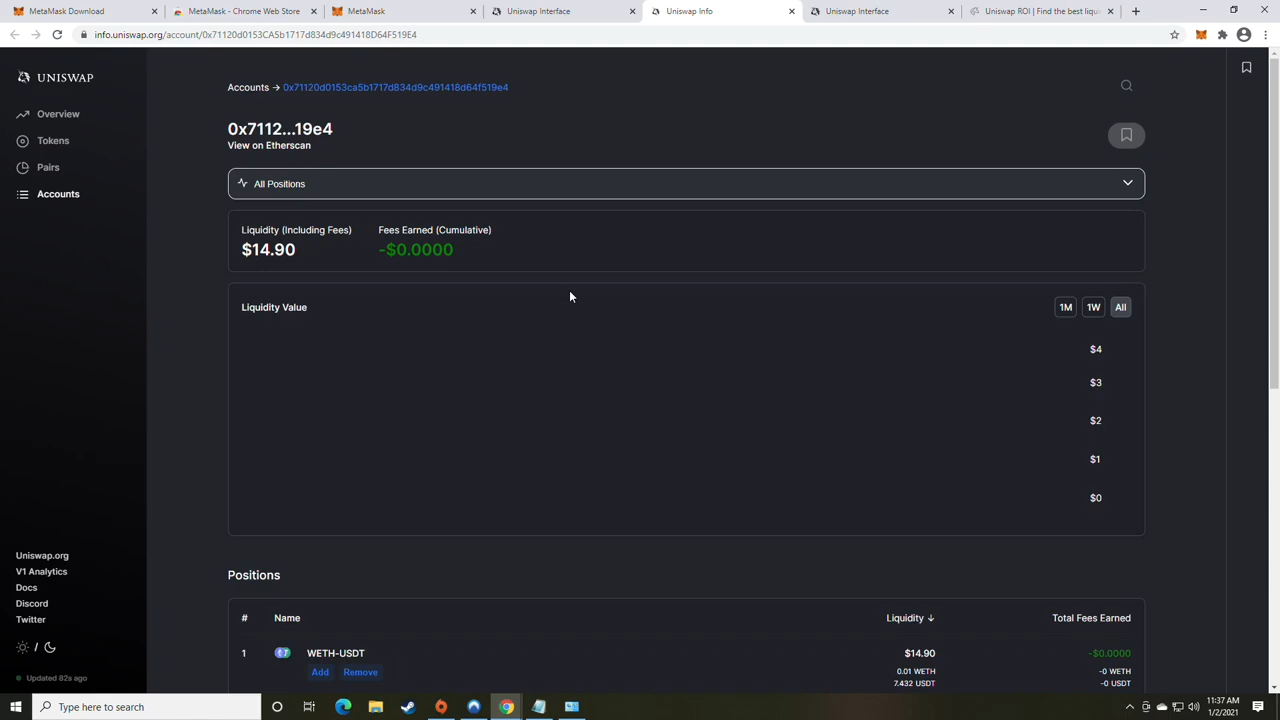 MetaMask Download
MetaMask - Chrome Web Store
MetaMask
Uniswap Interface
Uniswap Info
Uniswap Interface
Uniswap ROI | Find the best liqui
info.uniswap.org/account/0x71120d0153CA5b1717d834d9c491418D64F519E4
UNISWAP
Overview
Tokens
Pairs
Accounts
Accounts → 0x71120d0153ca5b1717d834d9c491418d64f519e4
0x7112...19e4
View on Etherscan
All Positions
Liquidity (Including Fees)
Fees Earned (Cumulative)
$14.90
-$0.0000
Liquidity Value
1M
1W
All
$4
$3
$2
$1
$0
Positions
# Name Liquidity ↓ Total Fees Earned
1 WETH-USDT $14.90 -$0.0000
Add Remove 0.01 WETH -0 WETH
7.432 USDT -0 USDT
Uniswap.org
V1 Analytics
Docs
Discord
Twitter
/
Updated 82s ago
Type here to search
11:37 AM
1/2/2021